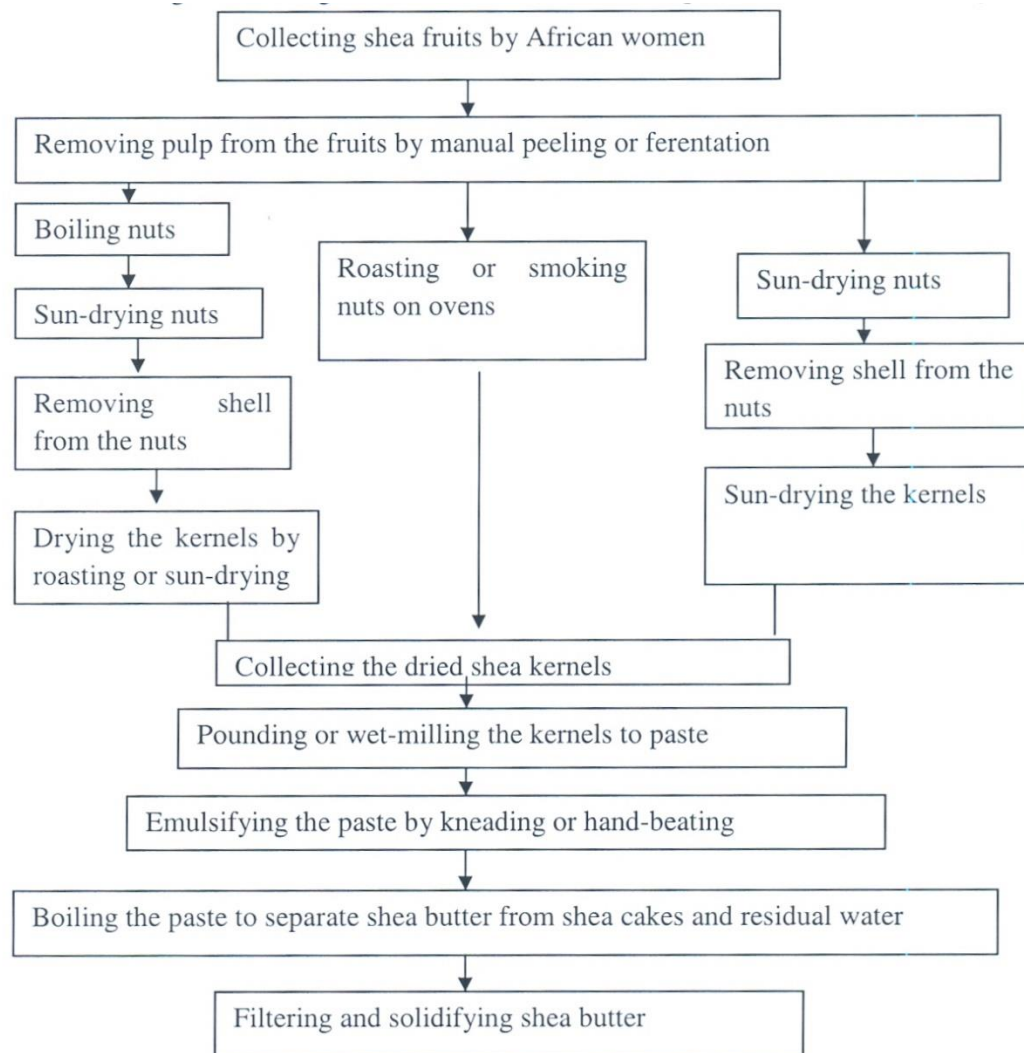 Collecting shea fruits by African women
Removing pulp from the fruits by manual peeling or ferentation
Boiling nuts
Sun-drying nuts
Removing shell
from the nuts
Drying the kernels by
roasting or sun-drying
Roasting or smoking
nuts on ovens
Sun-drying nuts
Removing shell from the
nuts
Sun-drying the kernels
Collecting the dried shea kernels
Pounding or wet-milling the kernels to paste
Emulsifying the paste by kneading or hand-beating
Boiling the paste to separate shea butter from shea cakes and residual water
Filtering and solidifying shea butter